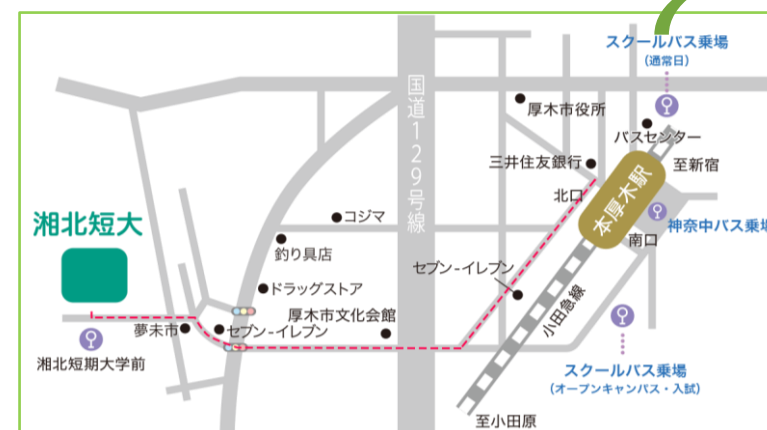 スクールバス乗場
(通常日)
国道129号線
厚木市役所
バスセンター
三井住友銀行
至新宿
北口
本厚木駅
湘北短大
コジマ
神奈中バス乗場
南口
釣り具店
セブン-イレブン
ドラッグストア
小田急線
厚木市文化会館
夢未市
セブン-イレブン
湘北短期大学前
スクールバス乗場
(オープンキャンパス・入試)
至小田原